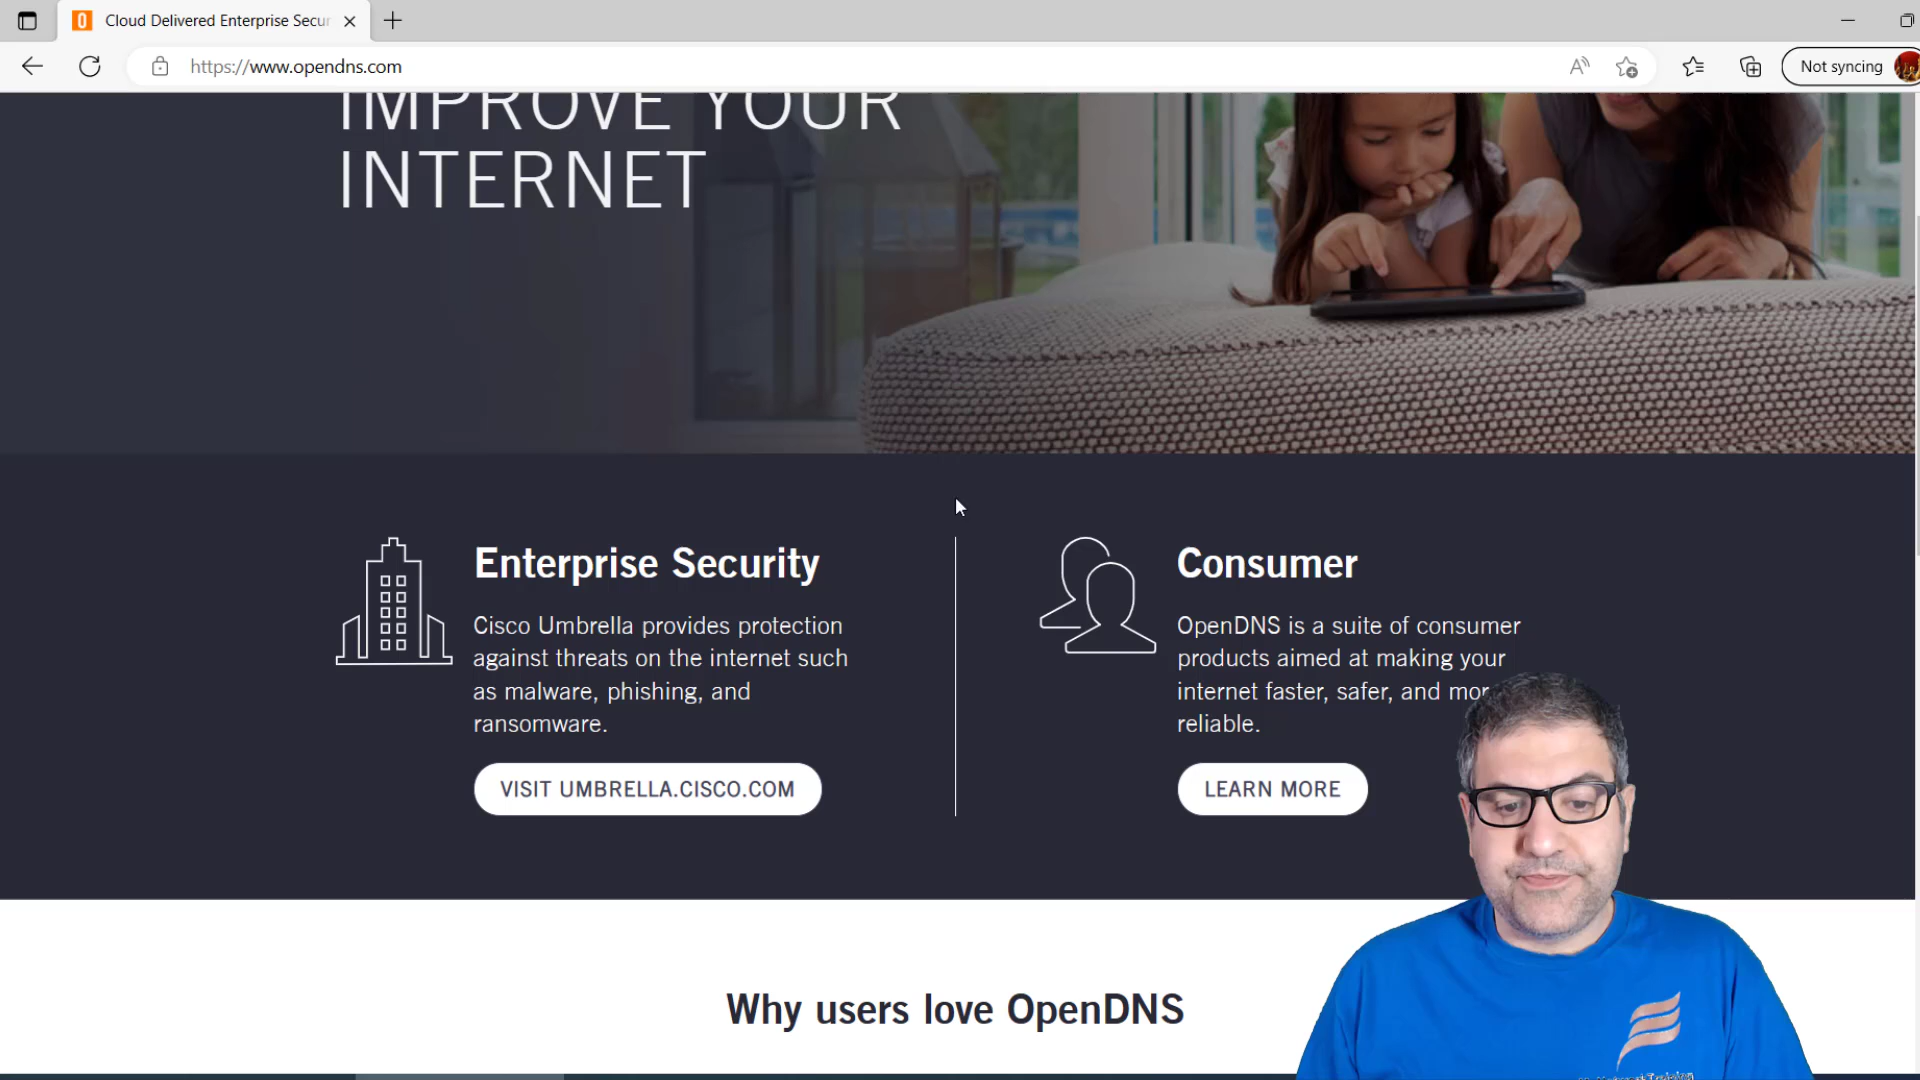 Cloud Delivered Enterprise Secur
https://www.opendns.com
Not syncing
IMPROVE YOUR
INTERNET
Enterprise Security
Cisco Umbrella provides protection
against threats on the internet such
as malware, phishing, and
ransomware.
VISIT UMBRELLA.CISCO.COM
Consumer
OpenDNS is a suite of consumer
products aimed at making your
internet faster, safer, and mor
reliable.
LEARN MORE
Why users love OpenDNS